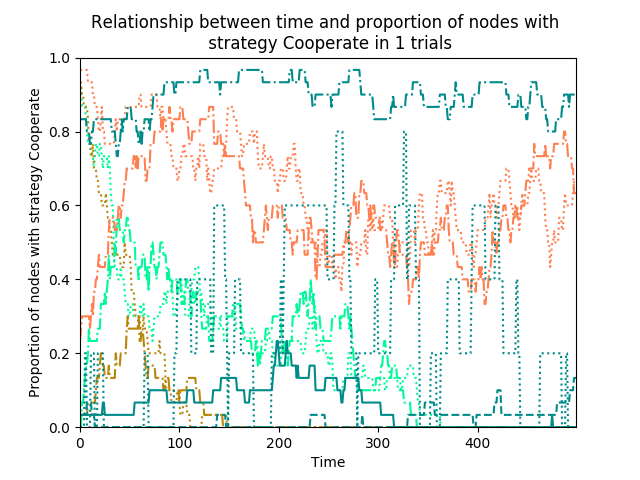 Relationship between time and proportion of nodes with
strategy Cooperate in 1 trials
Proportion of nodes with strategy Cooperate
1.0
0.8
0.6
0.4
0.2
0.0
0 100 200 300 400
Time